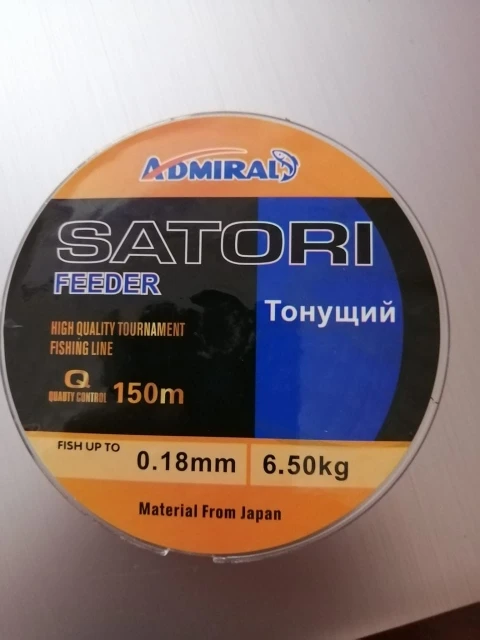 ADMIRAL
SATORI
FEEDER
Тонущий
HIGH QUALITY TOURNAMENT
FISHING LINE
Q
QUALITY CONTROL
150m
FISH UP TO
0.18mm
6.50kg
Material From Japan